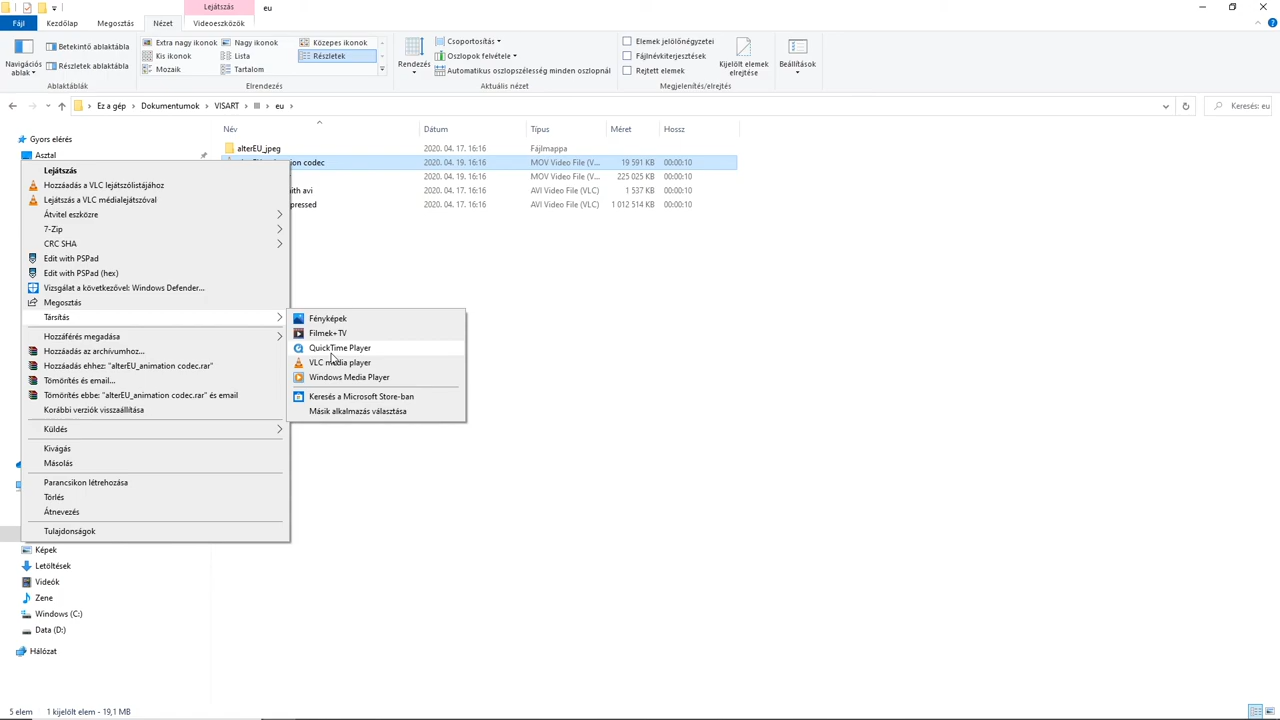 Lejátszás
eu
Fájl
Kezdőlap
Megosztás
Nézet
Videoeszközök
Navigációs ablak
Betekintő ablaktábla
Részletek ablaktábla
Ablaktáblák
Extra nagy ikonok
Nagy ikonok
Közepes ikonok
Kis ikonok
Lista
Részletek
Mozaik
Tartalom
Elrendezés
Rendezés
Csoportosítás
Oszlopok felvétele
Automatikus oszlopszélesség minden oszlopnál
Aktuális nézet
Elemek jelölőnégyzetei
Fájlnévkiterjesztések
Rejtett elemek
Kijelölt elemek elrejtése
Megjelenítés/elrejtés
Beállítások
Ez a gép > Dokumentumok > VISART > III > eu >
Keresés: eu
Név Dátum Típus Méret Hossz
Gyors elérés
Asztal
alterEU_jpeg 2020. 04. 17. 16:16 Fájlmappa
on codec 2020. 04. 19. 16:16 MOV Video File (V... 19 591 KB 00:00:10
2020. 04. 17. 16:16 MOV Video File (V... 225 025 KB 00:00:10
ith avi 2020. 04. 17. 16:16 AVI Video File (VLC) 1 537 KB 00:00:10
pressed 2020. 04. 17. 16:16 AVI Video File (VLC) 1 012 514 KB 00:00:10
Lejátszás
Hozzáadás a VLC lejátszólistájához
Lejátszás a VLC médialejátszóval
Átvitel eszközre
7-Zip
CRC SHA
Edit with PSPad
Edit with PSPad (hex)
Vizsgálat a következővel: Windows Defender...
Megosztás
Társítás
Hozzáférés megadása
Hozzáadás az archívumhoz...
Hozzáadás ehhez: "alterEU_animation codec.rar"
Tömörítés és email...
Tömörítés ebbe: "alterEU_animation codec.rar" és email
Korábbi verziók visszaállítása
Küldés
Kivágás
Másolás
Parancsikon létrehozása
Törlés
Átnevezés
Tulajdonságok
Fényképek
Filmek+TV
QuickTime Player
VLC media player
Windows Media Player
Keresés a Microsoft Store-ban
Másik alkalmazás választása
Képek
Letöltések
Videók
Zene
Windows (C:)
Data (D:)
Hálózat
5 elem 1 kijelölt elem - 19,1 MB